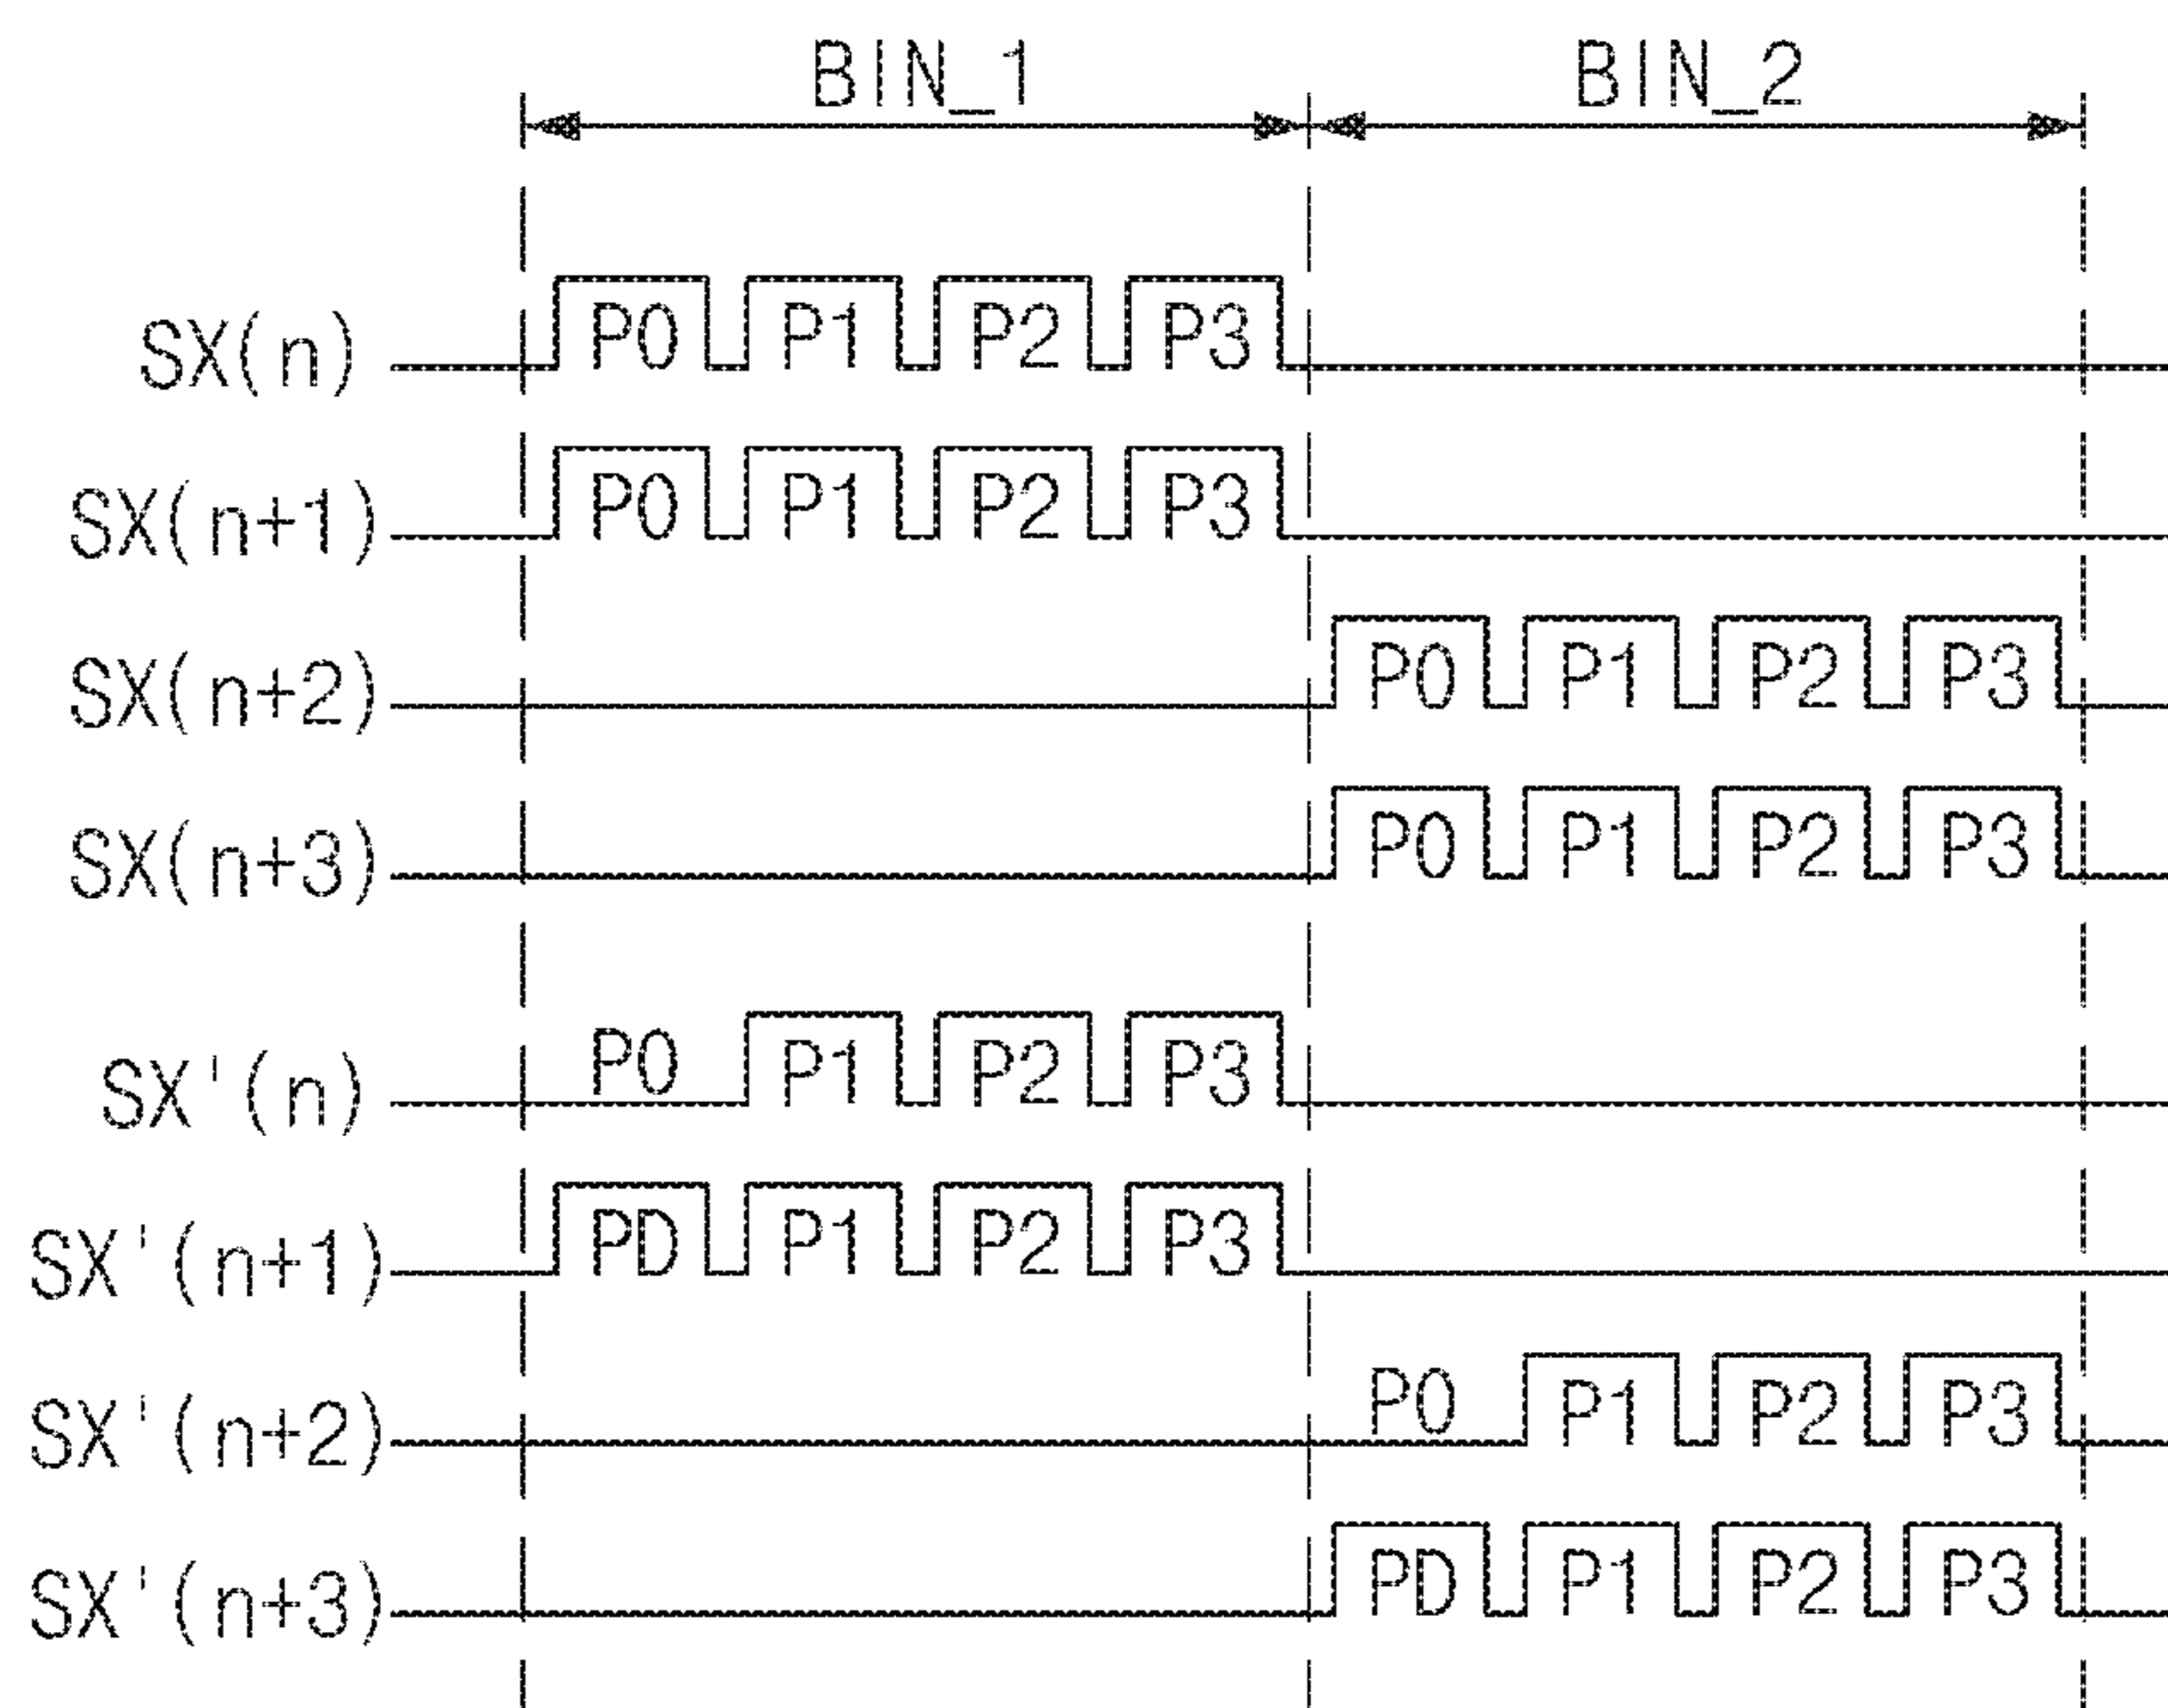 BIN_1 BIN_2
SX(n) P0 P1 P2 P3
SX(n+1) P0 P1 P2 P3
SX(n+2) P0 P1 P2 P3
SX(n+3) P0 P1 P2 P3
SX'(n) P0 P1 P2 P3
SX'(n+1) PD P1 P2 P3
SX'(n+2) P0 P1 P2 P3
SX'(n+3) PD P1 P2 P3